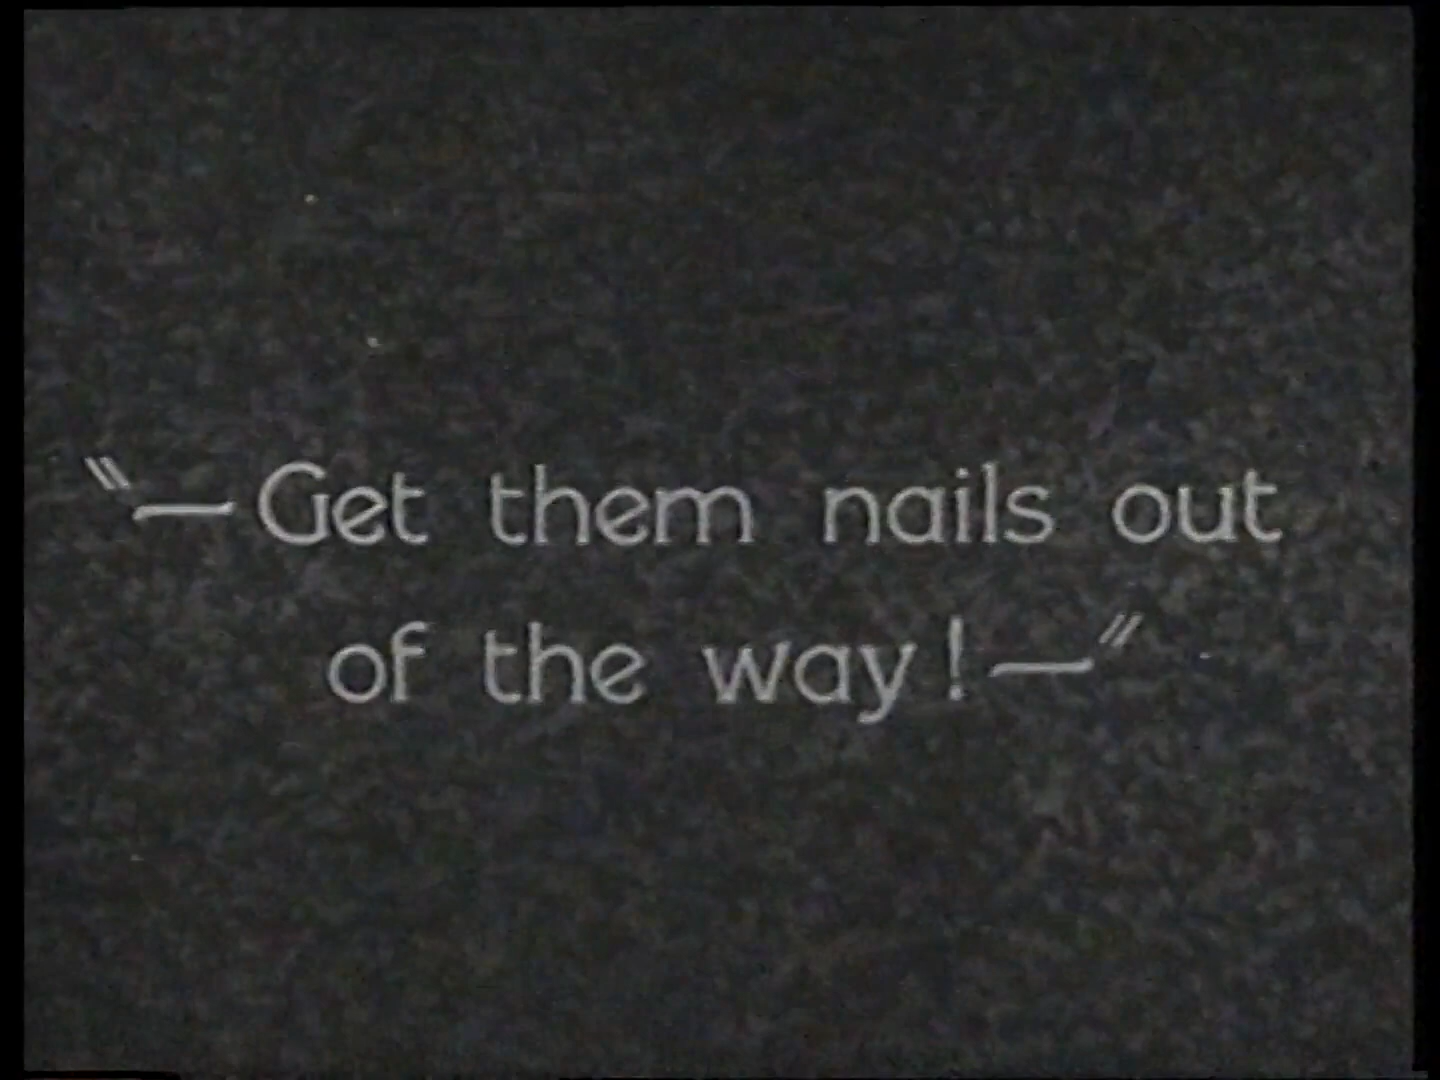 "—Get them nails out
of the way!—"